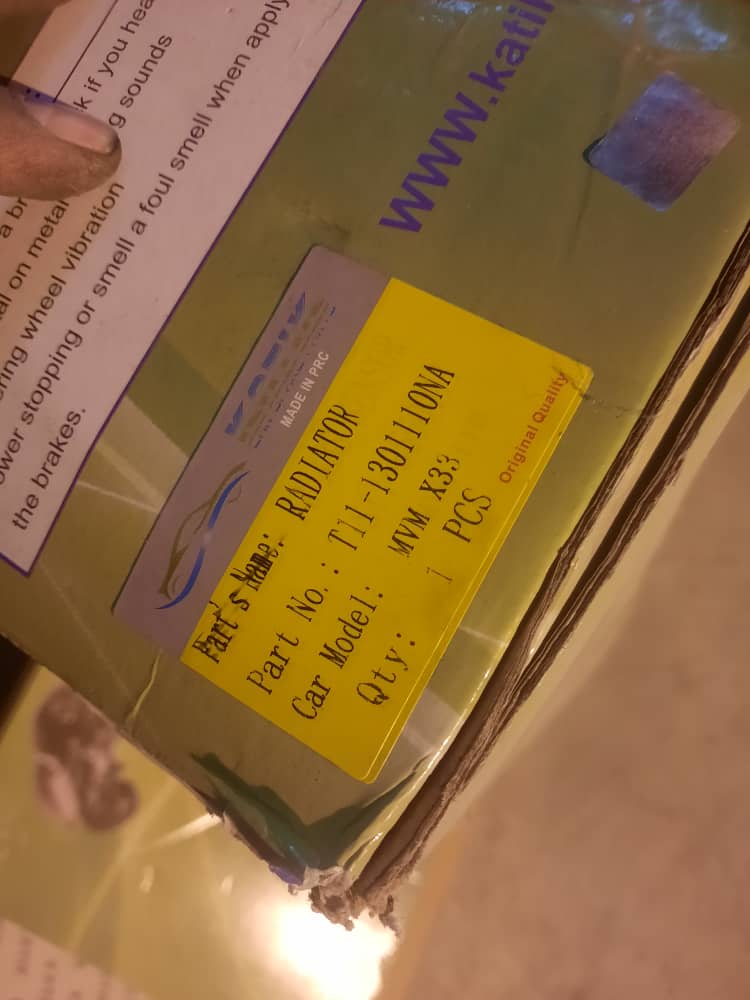 k if you hea
a br g sounds
al on metal
ring wheel vibration
ower stopping or smell a foul smell when apply
the brakes.
www.kati
KATIK
MADE IN PRC
Part's Name: RADIATOR
Part No.: T11-1301110NA
Car Model: MVM X33
Qty: 1 PCS
Original Quality